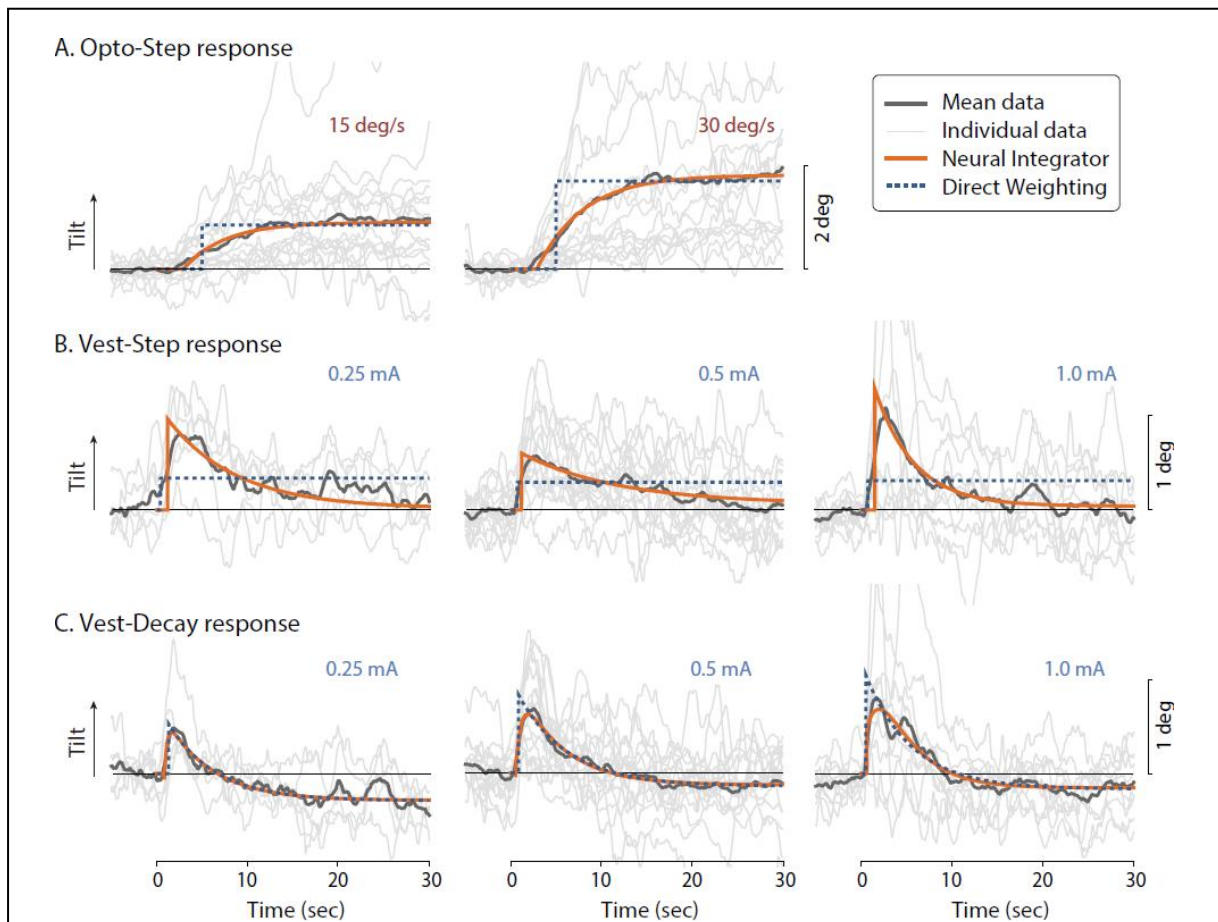 A. Opto-Step response
15 deg/s
30 deg/s
Mean data
Individual data
Neural Integrator
Direct Weighting
Tilt
2 deg
B. Vest-Step response
0.25 mA
0.5 mA
1.0 mA
Tilt
1 deg
C. Vest-Decay response
0.25 mA
0.5 mA
1.0 mA
Tilt
1 deg
0 10 20 30
0 10 20 30
0 10 20 30
Time (sec)
Time (sec)
Time (sec)